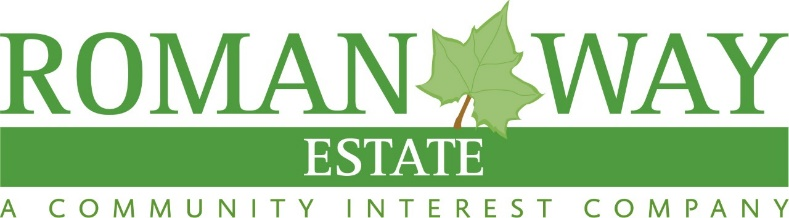 ROMAN WAY
ESTATE
A COMMUNITY INTEREST COMPANY